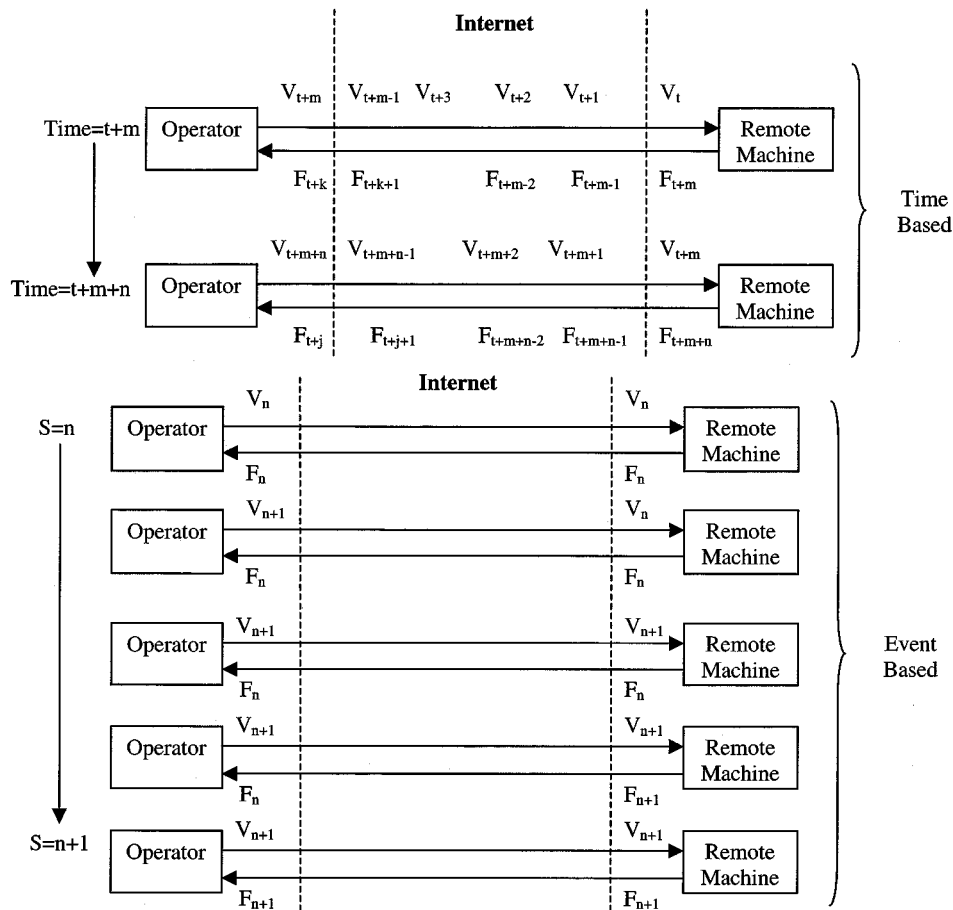 Internet
V_{t+m} V_{t+m-1} V_{t+3} V_{t+2} V_{t+1} V_t
Time=t+m Operator Remote Machine
F_{t+k} F_{t+k+1} F_{t+m-2} F_{t+m-1} F_{t+m}
Time Based
V_{t+m+n} V_{t+m+n-1} V_{t+m+2} V_{t+m+1} V_{t+m}
Time=t+m+n Operator Remote Machine
F_{t+j} F_{t+j+1} F_{t+m+n-2} F_{t+m+n-1} F_{t+m+n}
Internet
V_n V_n
S=n Operator Remote Machine
F_n F_n
V_{n+1} V_n
Operator Remote Machine
F_n F_n
V_{n+1} V_{n+1}
Operator Remote Machine
Event Based
F_n F_n
V_{n+1} V_{n+1}
Operator Remote Machine
F_n F_{n+1}
V_{n+1} V_{n+1}
S=n+1 Operator Remote Machine
F_{n+1} F_{n+1}